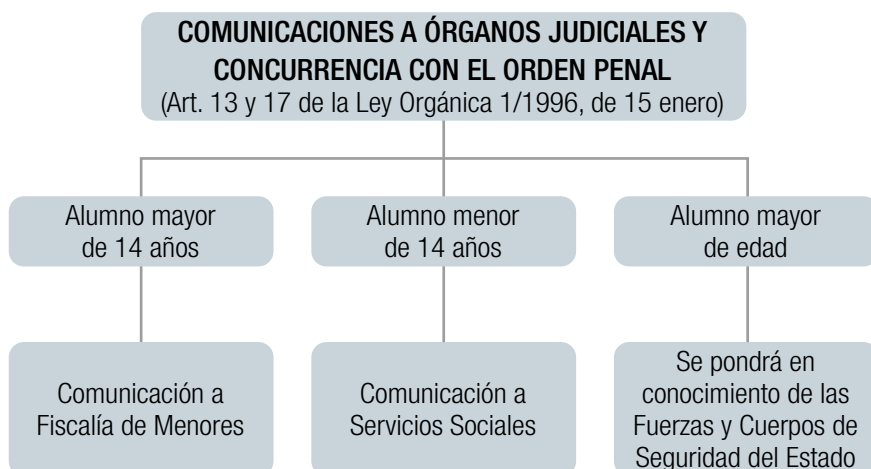 COMUNICACIONES A ÓRGANOS JUDICIALES Y
CONCURRENCIA CON EL ORDEN PENAL
(Art. 13 y 17 de la Ley Orgánica 1/1996, de 15 enero)
Alumno mayor
de 14 años
Alumno menor
de 14 años
Alumno mayor
de edad
Comunicación a
Fiscalía de Menores
Comunicación a
Servicios Sociales
Se pondrá en
conocimiento de las
Fuerzas y Cuerpos de
Seguridad del Estado